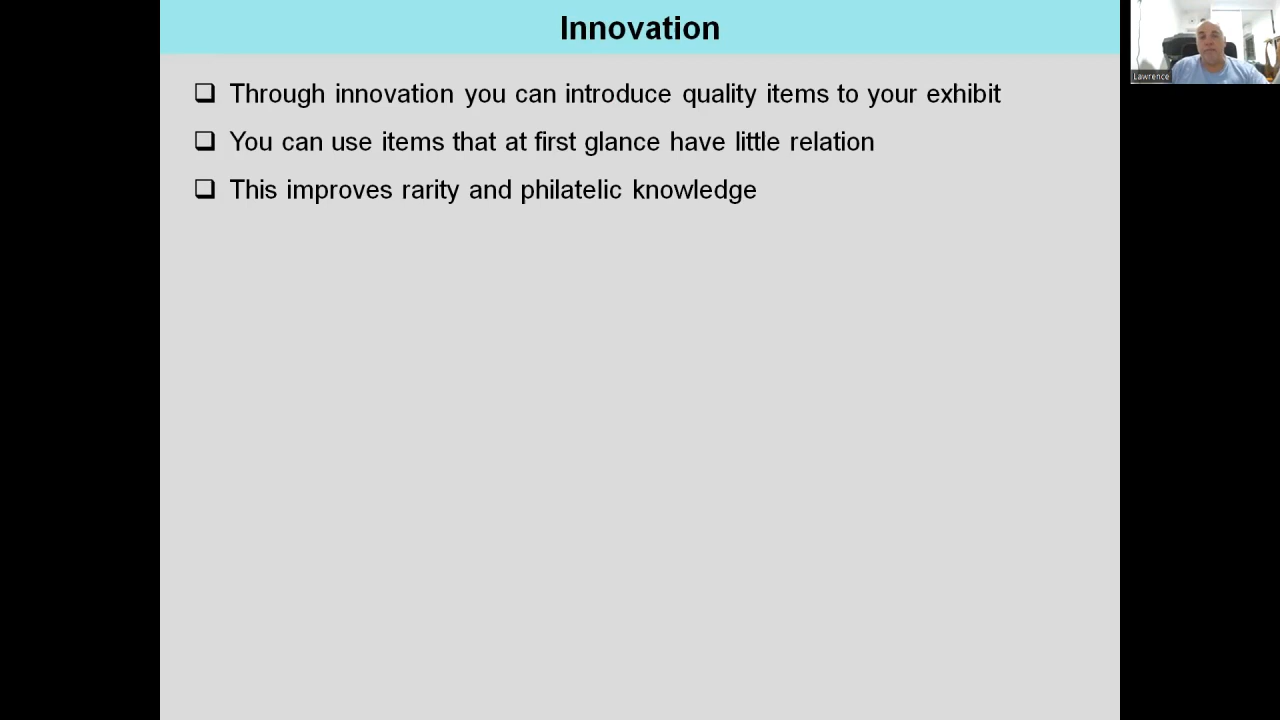 Innovation
❑ Through innovation you can introduce quality items to your exhibit
❑ You can use items that at first glance have little relation
❑ This improves rarity and philatelic knowledge
Lawrence